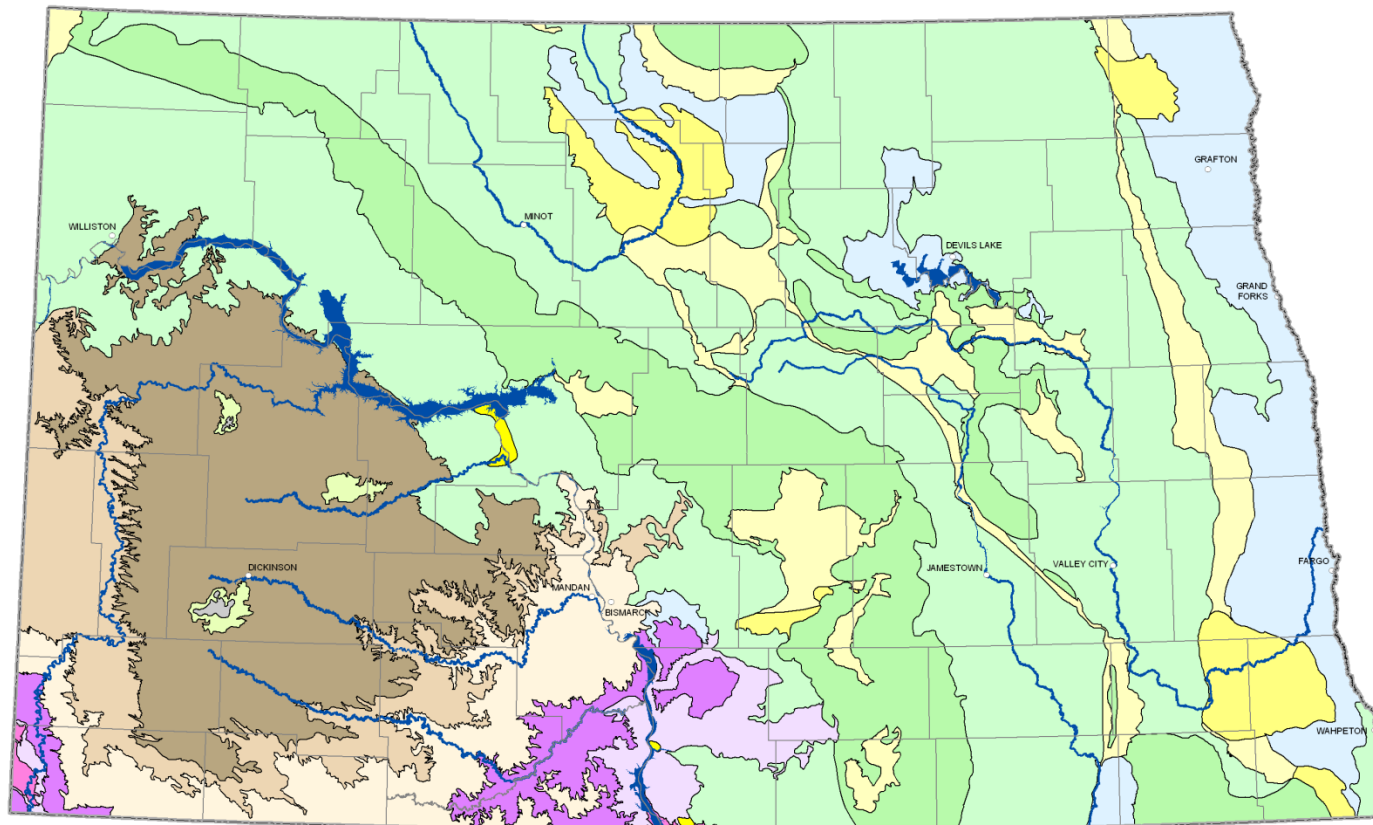 GRAFTON
WILLISTON
MINOT
DEVILS LAKE
GRAND
FORKS
DICKINSON
JAMESTOWN
VALLEY CITY
FARGO
MANDAN
BISMARCK
WAHPETON